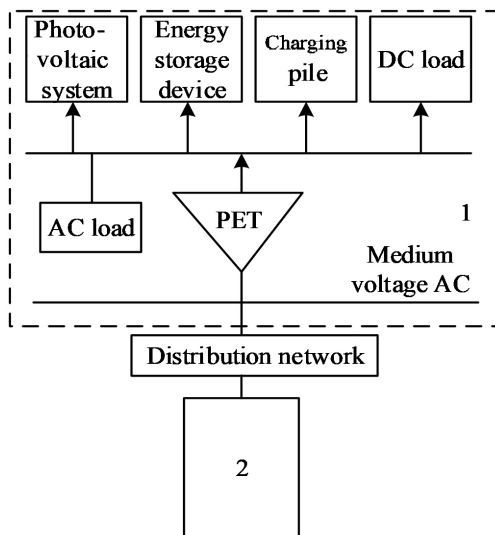 Photo-
voltaic
system
Energy
storage
device
Charging
pile
DC load
AC load
PET
1
Medium
voltage AC
Distribution network
2